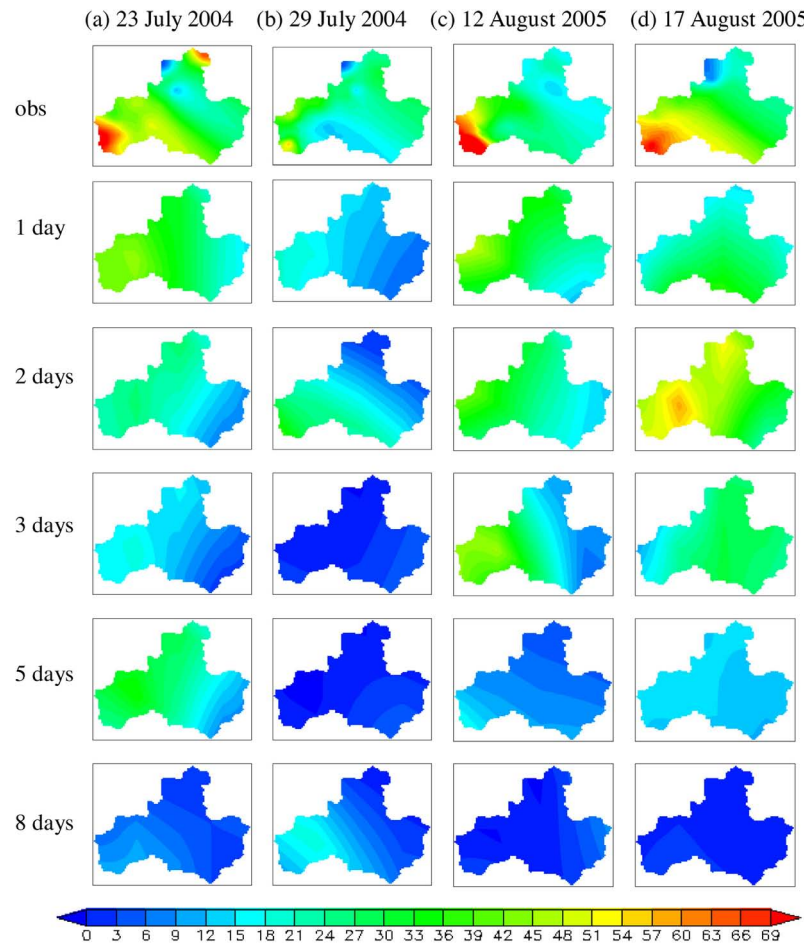 (a) 23 July 2004 (b) 29 July 2004 (c) 12 August 2005 (d) 17 August 2005
obs
1 day
2 days
3 days
5 days
8 days
0 3 6 9 12 15 18 21 24 27 30 33 36 39 42 45 48 51 54 57 60 63 66 69